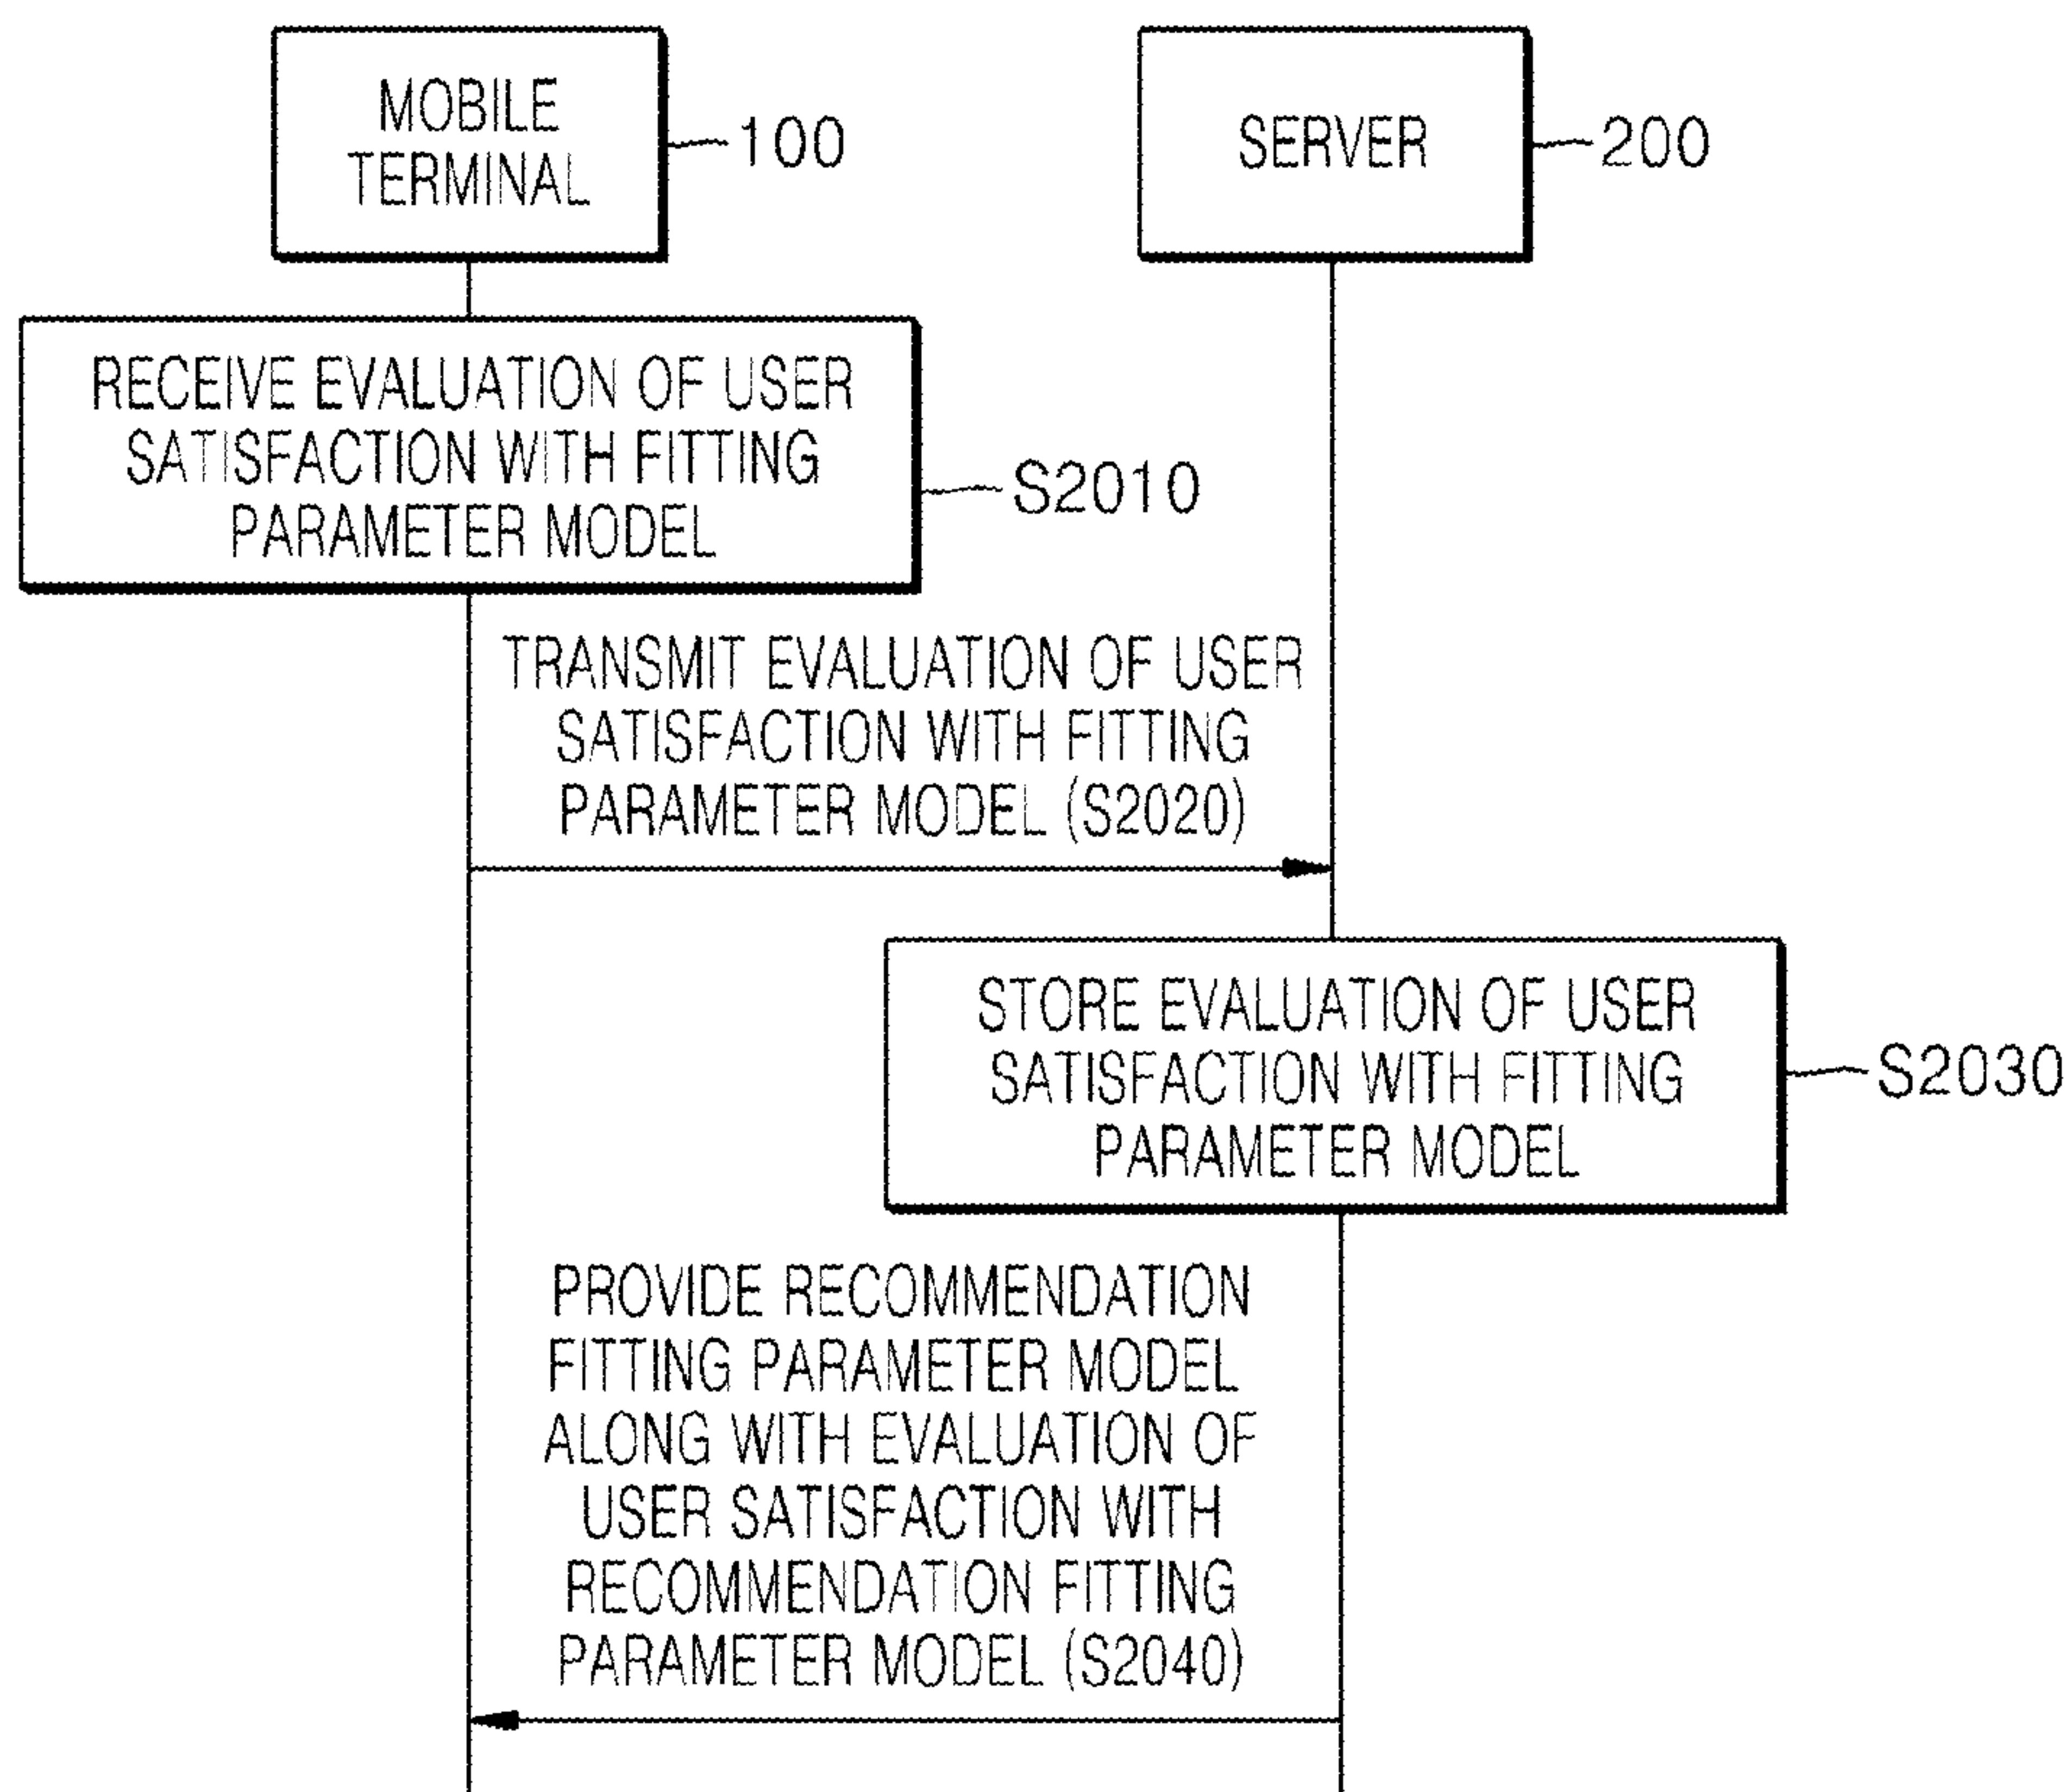 MOBILE
TERMINAL
100
SERVER
200
RECEIVE EVALUATION OF USER
SATISFACTION WITH FITTING
PARAMETER MODEL
S2010
TRANSMIT EVALUATION OF USER
SATISFACTION WITH FITTING
PARAMETER MODEL (S2020)
STORE EVALUATION OF USER
SATISFACTION WITH FITTING
PARAMETER MODEL
S2030
PROVIDE RECOMMENDATION
FITTING PARAMETER MODEL
ALONG WITH EVALUATION OF
USER SATISFACTION WITH
RECOMMENDATION FITTING
PARAMETER MODEL (S2040)